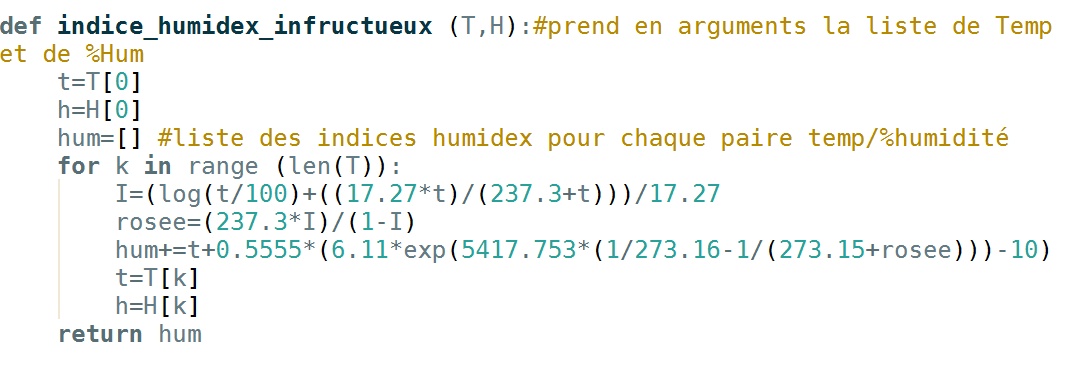 def indice_humidex_infructueux (T,H):#prend en arguments la liste de Temp
et de %Hum
    t=T[0]
    h=H[0]
    hum=[] #liste des indices humidex pour chaque paire temp/%humidité
    for k in range (len(T)):
        I=(log(t/100)+((17.27*t)/(237.3+t)))/17.27
        rosee=(237.3*I)/(1-I)
        hum+=t+0.5555*(6.11*exp(5417.753*(1/273.16-1/(273.15+rosee)))-10)
        t=T[k]
        h=H[k]
    return hum